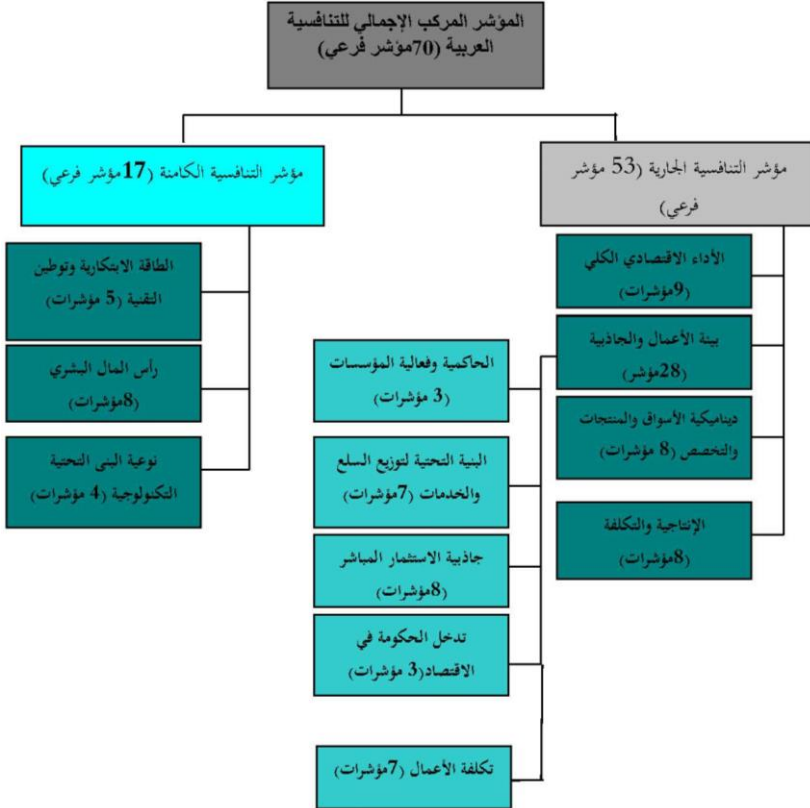 المؤشر المركب الإجمالي للتنافسية
العربية (70مؤشر فرعي)
مؤشر التنافسية الجارية (53 مؤشر
فرعي)
الأداء الاقتصادي الكلي
(9مؤشرات)
بيئة الأعمال والجاذبية
(28مؤشر)
ديناميكية الأسواق والمنتجات
والتخصص (8 مؤشرات)
الإنتاجية والتكلفة
(8مؤشرات)
الحاكمية وفعالية المؤسسات
(3 مؤشرات)
البنية التحتية لتوزيع السلع
والخدمات (7مؤشرات)
جاذبية الاستثمار المباشر
(8مؤشرات)
تدخل الحكومة في
الاقتصاد(3 مؤشرات)
تكلفة الأعمال (7مؤشرات)
مؤشر التنافسية الكامنة (17مؤشر فرعي)
الطاقة الابتكارية وتوطين
التقنية (5 مؤشرات)
رأس المال البشري
(8مؤشرات)
نوعية البنى التحتية
التكنولوجية (4 مؤشرات)